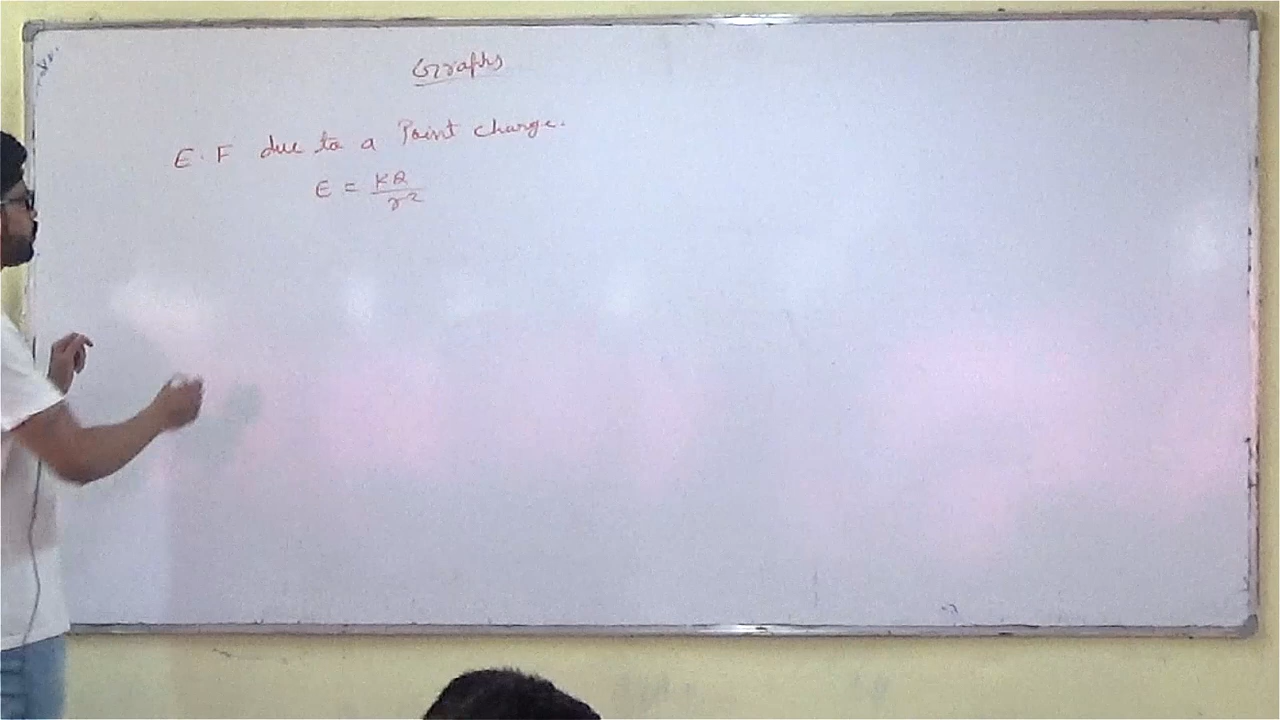 Graphs
E.F due to a Point charge.
E = KQ/r²